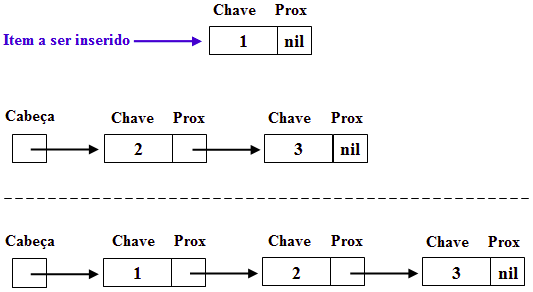 Chave Prox
Item a ser inserido 1 nil
Cabeça Chave Prox Chave Prox
2 3 nil
Cabeça Chave Prox Chave Prox Chave Prox
1 2 3 nil